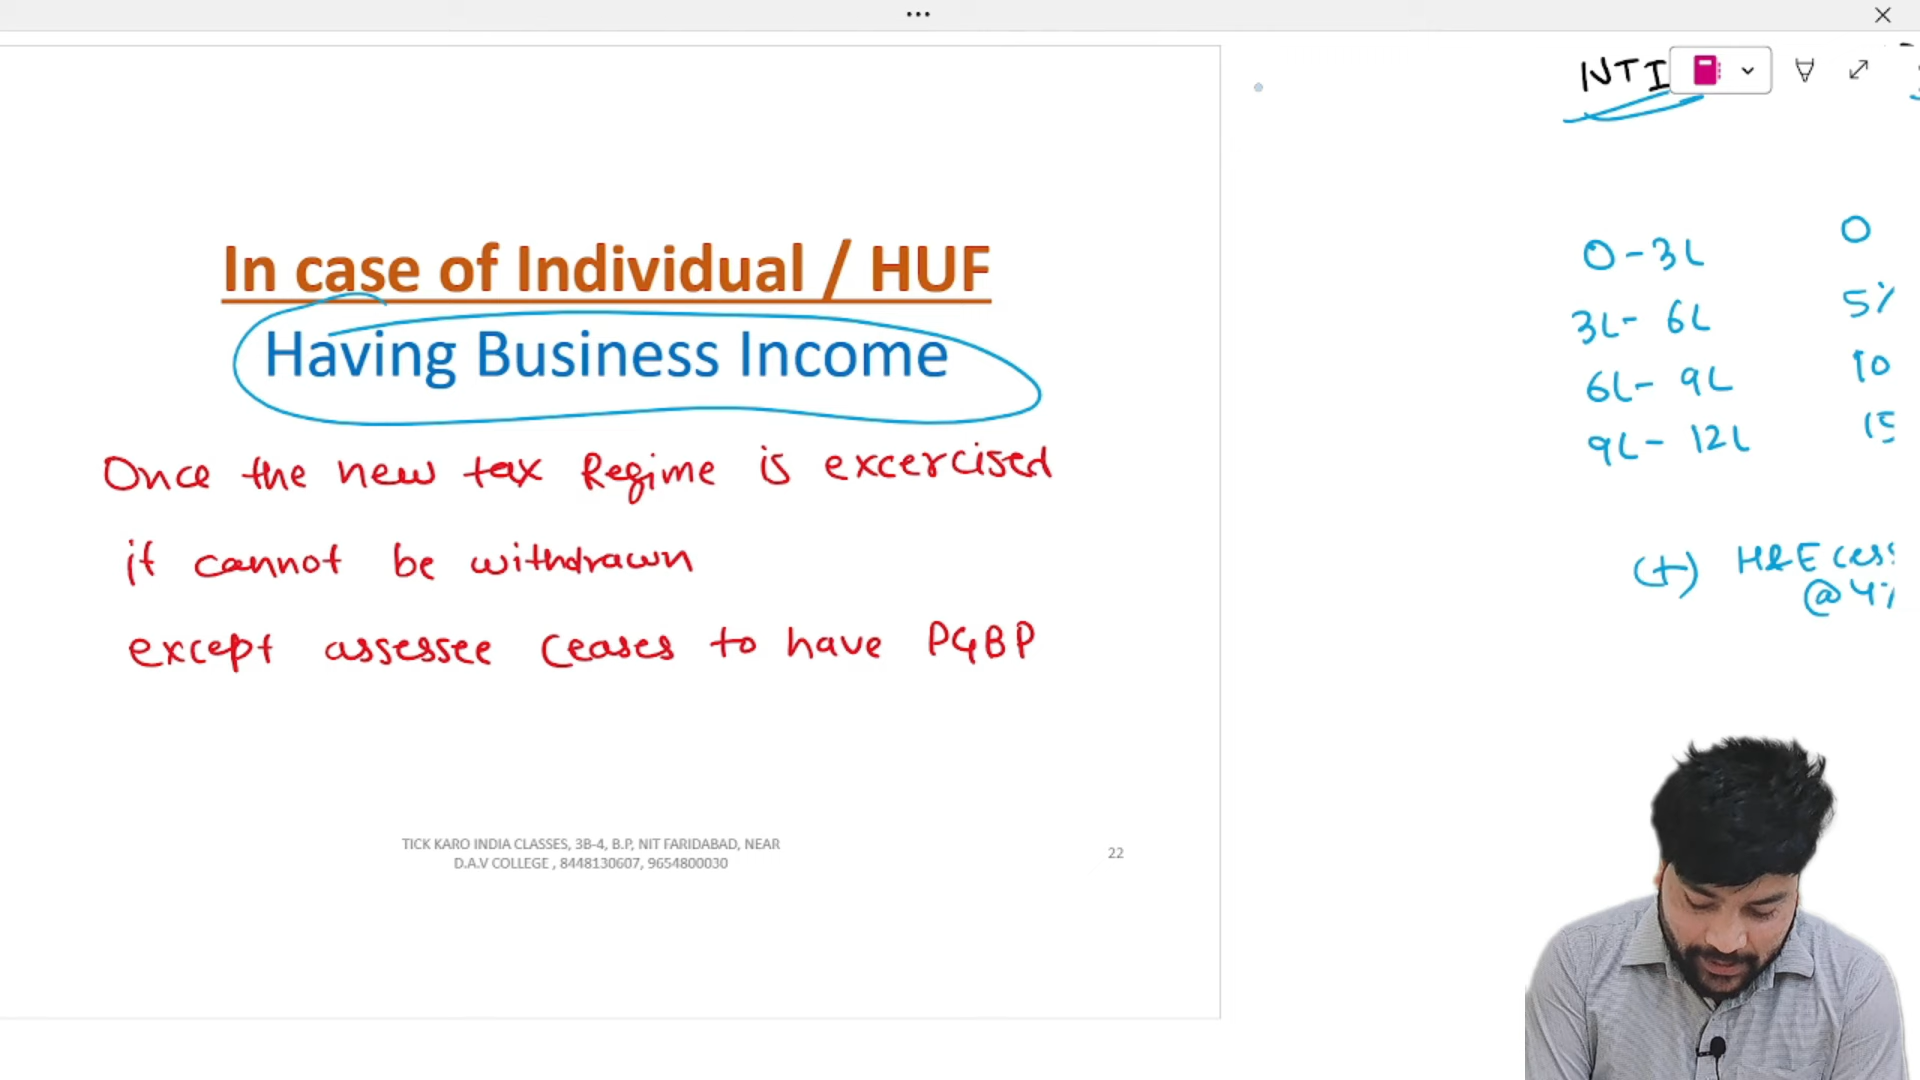 In case of Individual / HUF
Having Business Income
Once the new tax Regime is excercised
it cannot be withdrawn
except assessee ceases to have PGBP
TICK KARO INDIA CLASSES, 3B-4, B.P, NIT FARIDABAD, NEAR
D.A.V COLLEGE , 8448130607, 9654800030
22
NTI
0 - 3L 0
3L - 6L 5%
6L - 9L 10
9L - 12L 15
(+) H&E cess
@4%